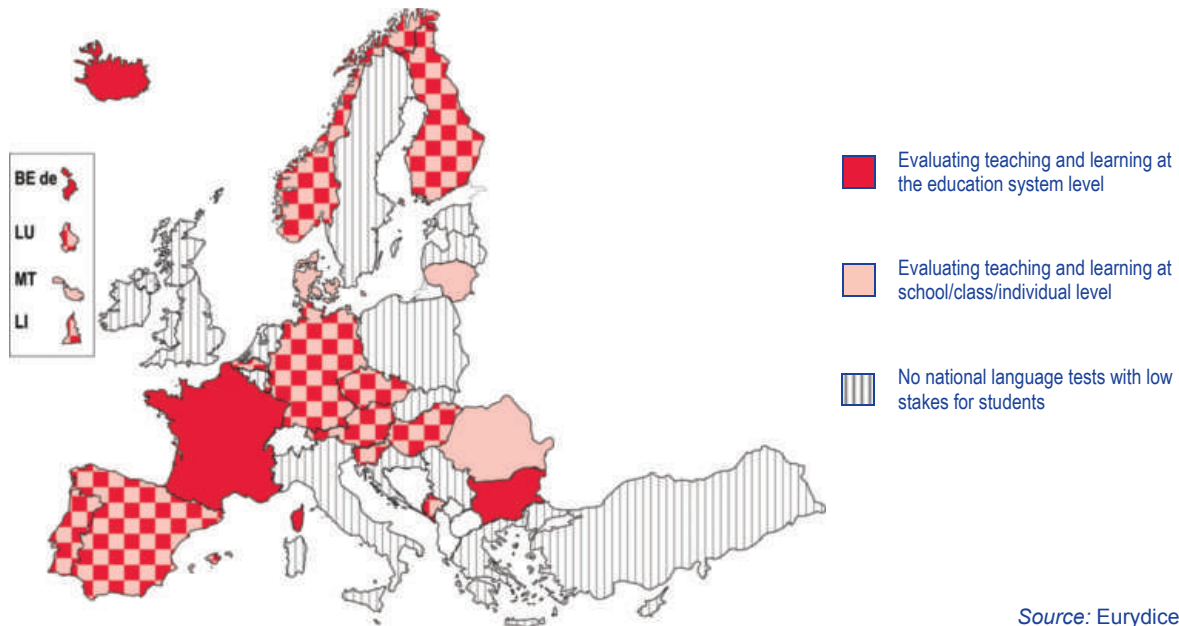 BE de
LU
MT
LI
Evaluating teaching and learning at
the education system level
Evaluating teaching and learning at
school/class/individual level
No national language tests with low
stakes for students
Source: Eurydice